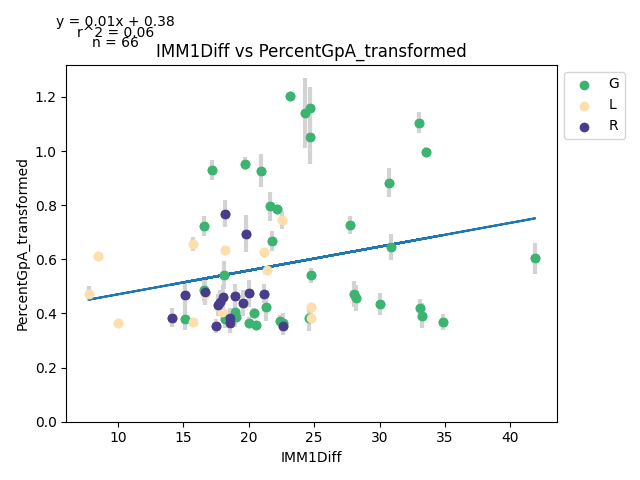 y = 0.01x + 0.38
r^2 = 0.06
n = 66
IMM1Diff vs PercentGpA_transformed
G
L
R
PercentGpA_transformed
1.2
1.0
0.8
0.6
0.4
0.2
0.0
10 15 20 25 30 35 40
IMM1Diff